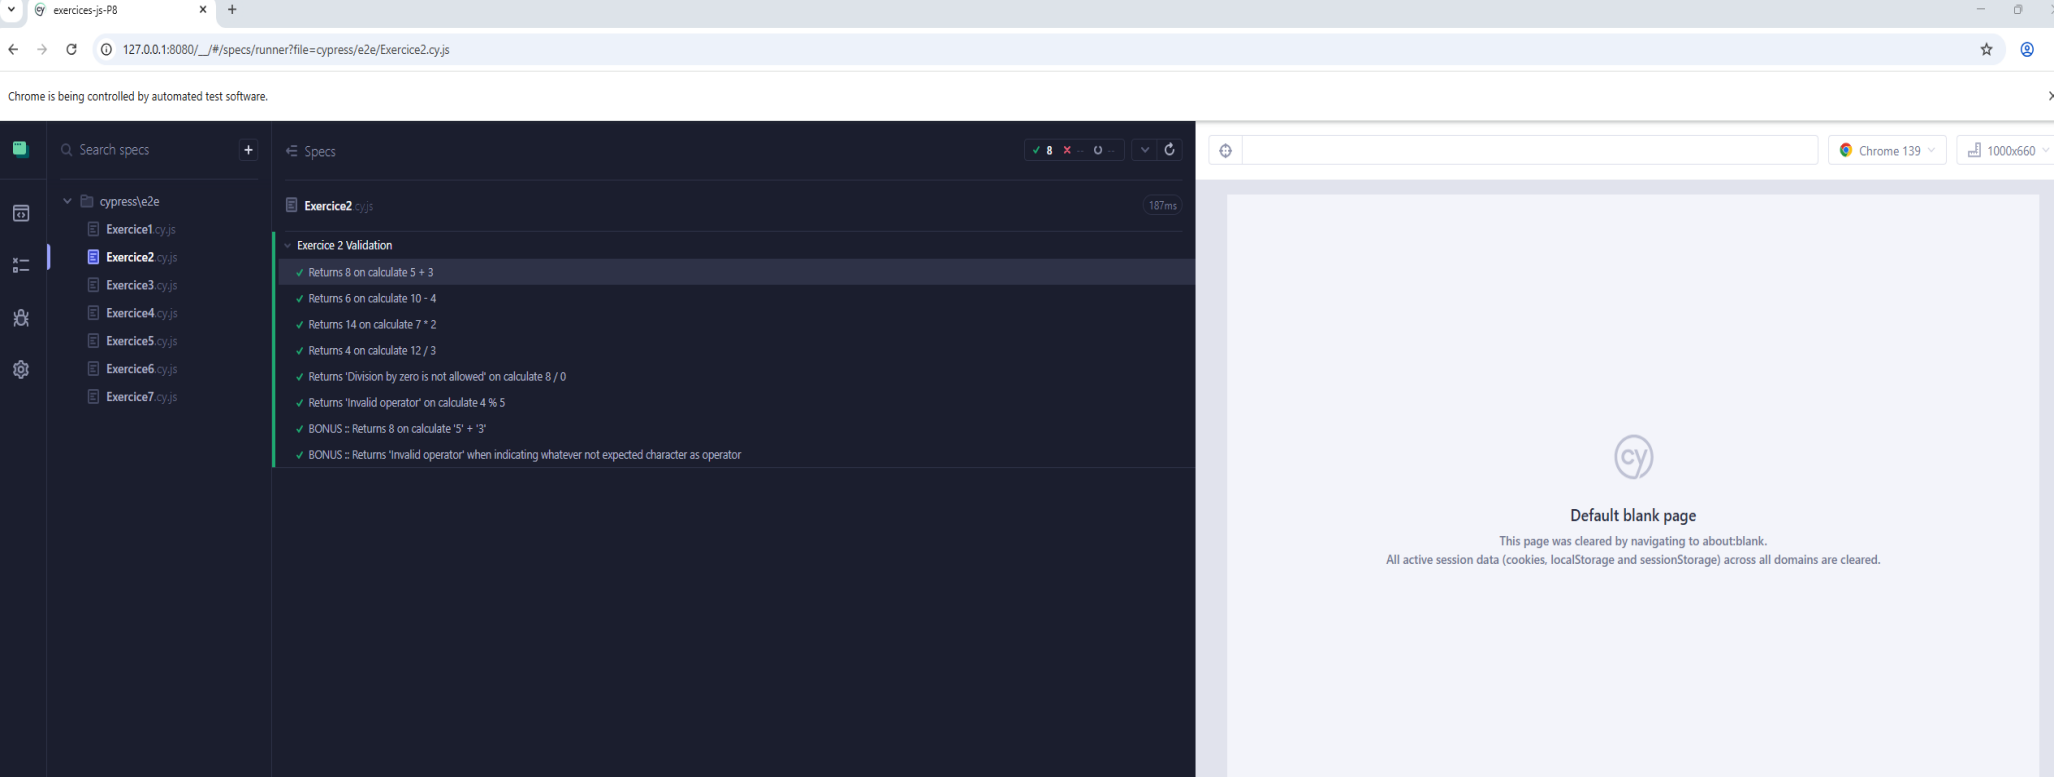 exercices-js-P8
127.0.0.1:8080/__/#/specs/runner?file=cypress/e2e/Exercice2.cy.js
Chrome is being controlled by automated test software.
Search specs
cypress\e2e
Exercice1.cy.js
Exercice2.cy.js
Exercice3.cy.js
Exercice4.cy.js
Exercice5.cy.js
Exercice6.cy.js
Exercice7.cy.js
Specs
8 -- --
Exercice2.cy.js
187ms
Exercice 2 Validation
Returns 8 on calculate 5 + 3
Returns 6 on calculate 10 - 4
Returns 14 on calculate 7 * 2
Returns 4 on calculate 12 / 3
Returns 'Division by zero is not allowed' on calculate 8 / 0
Returns 'Invalid operator' on calculate 4 % 5
BONUS :: Returns 8 on calculate '5' + '3'
BONUS :: Returns 'Invalid operator' when indicating whatever not expected character as operator
Chrome 139
1000x660
cy
Default blank page
This page was cleared by navigating to about:blank.
All active session data (cookies, localStorage and sessionStorage) across all domains are cleared.